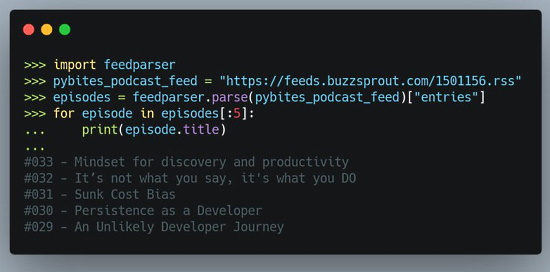 >>> import feedparser
>>> pybites_podcast_feed = "https://feeds.buzzsprout.com/1501156.rss"
>>> episodes = feedparser.parse(pybites_podcast_feed)["entries"]
>>> for episode in episodes[:5]:
...     print(episode.title)
...
#033 – Mindset for discovery and productivity
#032 – It’s not what you say, it's what you DO
#031 – Sunk Cost Bias
#030 – Persistence as a Developer
#029 – An Unlikely Developer Journey